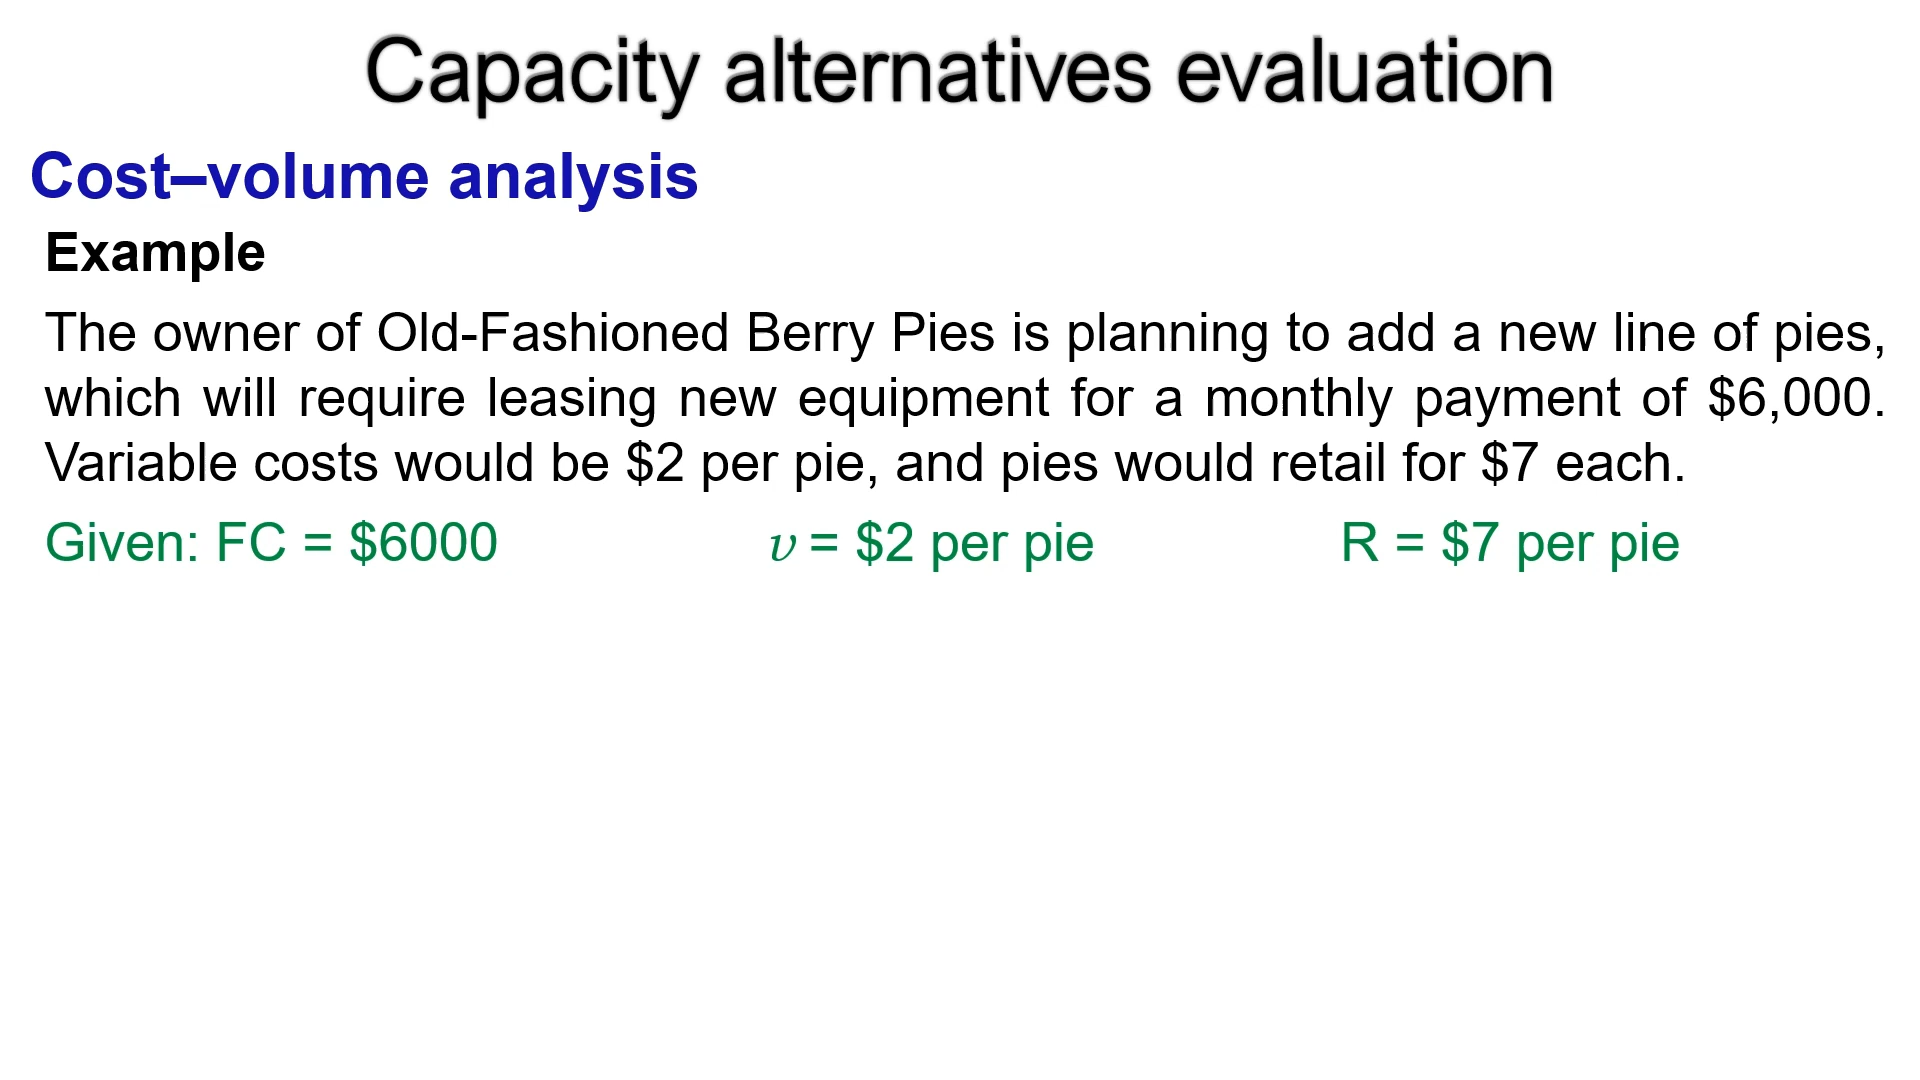 Capacity alternatives evaluation
Cost–volume analysis
Example
The owner of Old-Fashioned Berry Pies is planning to add a new line of pies,
which will require leasing new equipment for a monthly payment of $6,000.
Variable costs would be $2 per pie, and pies would retail for $7 each.
Given: FC = $6000 𝑣 = $2 per pie R = $7 per pie